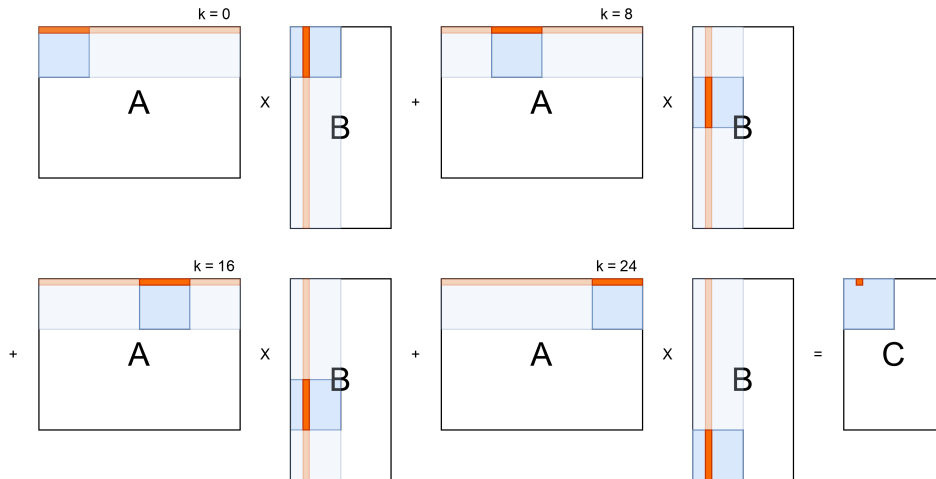 k = 0
k = 8
A X B + A X B
k = 16
k = 24
+ A X B + A X B = C